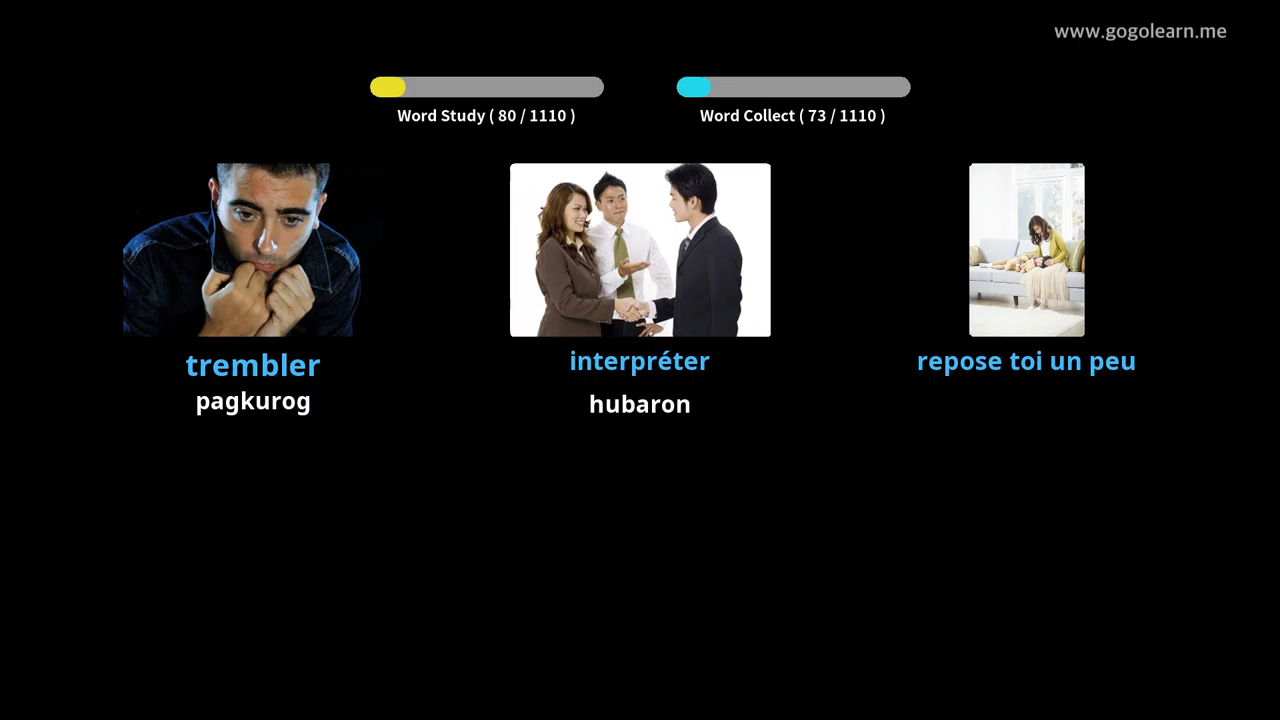 www.gogolearn.me
Word Study ( 80 / 1110 )
Word Collect ( 73 / 1110 )
trembler
pagkurog
interpréter
hubaron
repose toi un peu